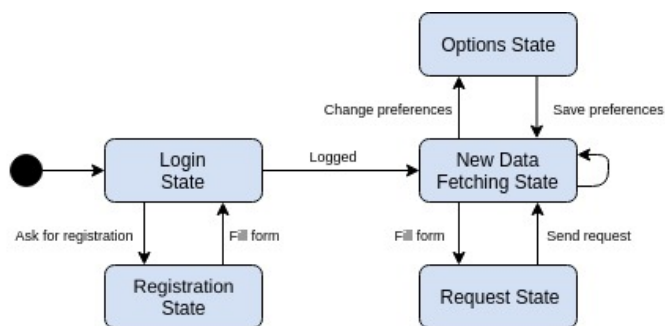 Options State
Change preferences
Save preferences
Login
State
Logged
New Data
Fetching State
Ask for registration
Fill form
Fill form
Send request
Registration
State
Request State